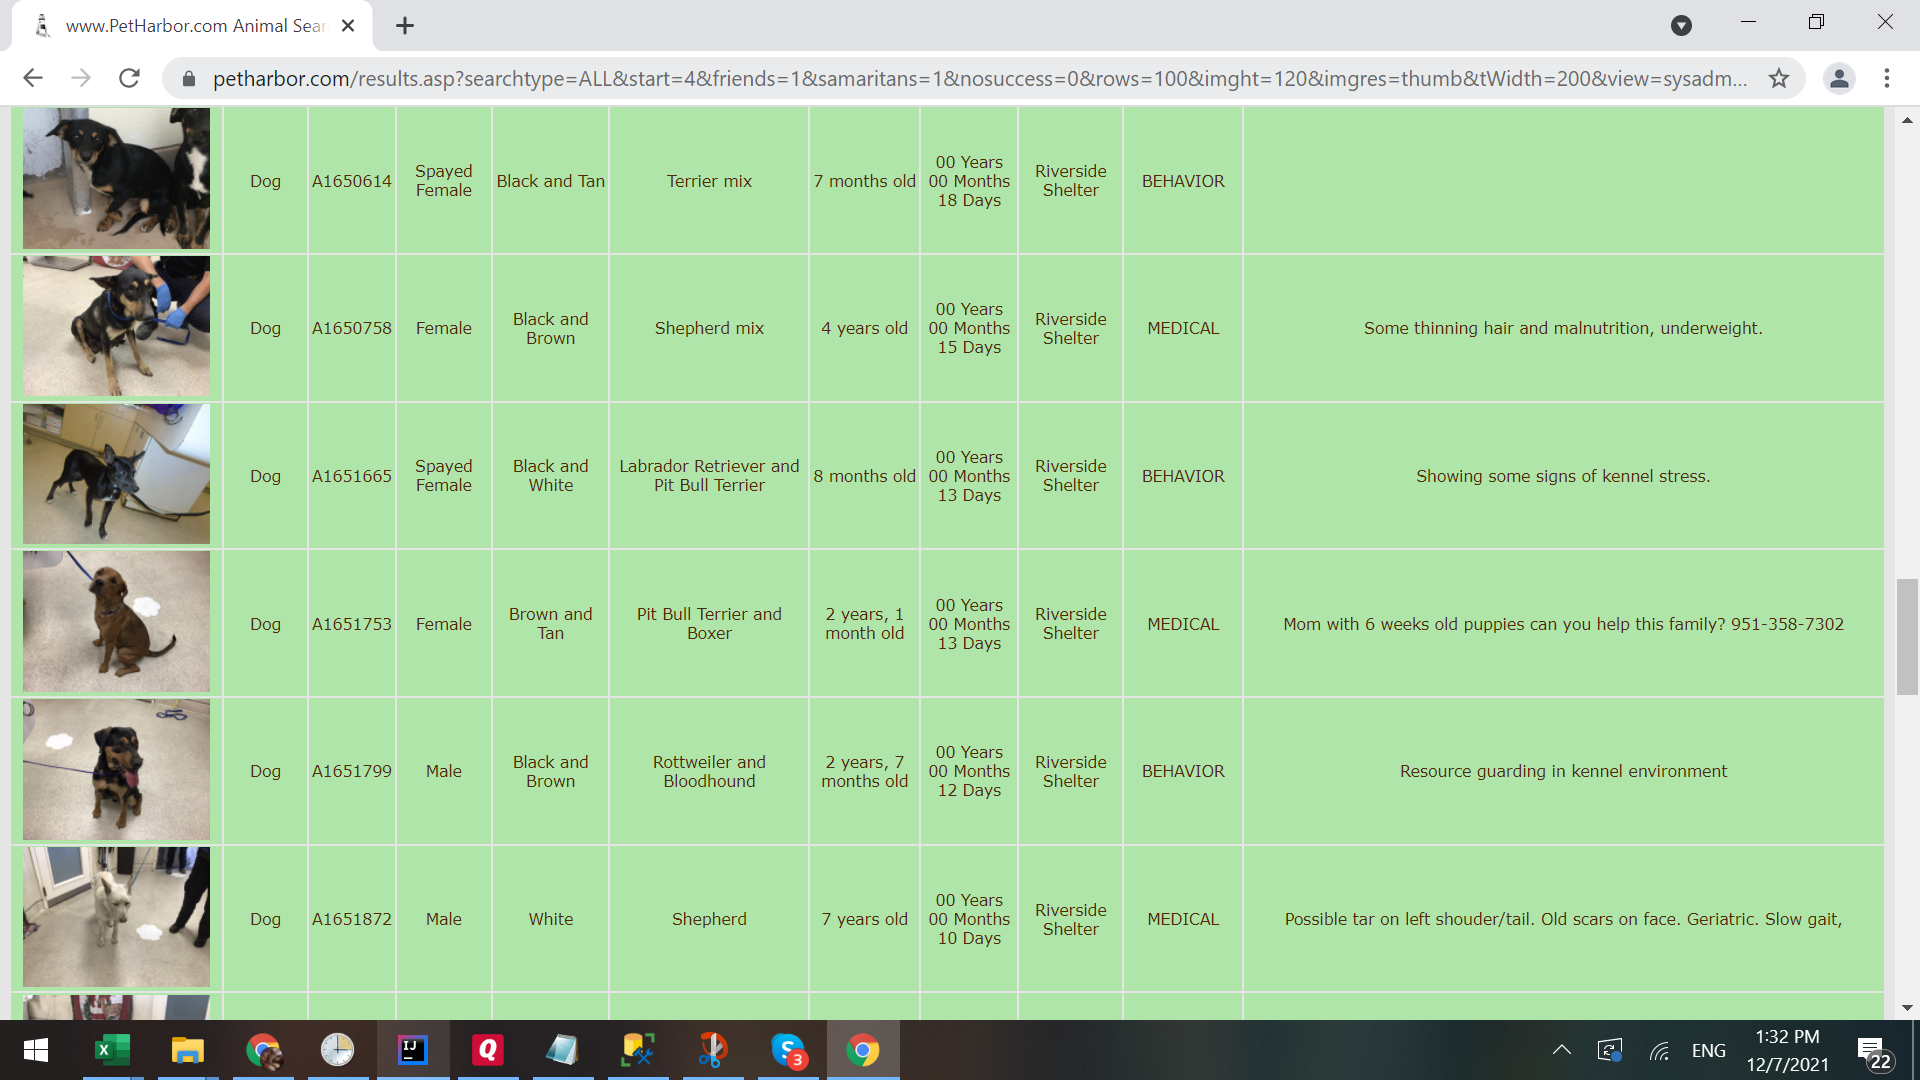 www.PetHarbor.com Animal Sear
petharbor.com/results.asp?searchtype=ALL&start=4&friends=1&samaritans=1&nosuccess=0&rows=100&imght=120&imgres=thumb&tWidth=200&view=sysadm...
Dog A1650614 Spayed Female Black and Tan Terrier mix 7 months old 00 Years 00 Months 18 Days Riverside Shelter BEHAVIOR
Dog A1650758 Female Black and Brown Shepherd mix 4 years old 00 Years 00 Months 15 Days Riverside Shelter MEDICAL Some thinning hair and malnutrition, underweight.
Dog A1651665 Spayed Female Black and White Labrador Retriever and Pit Bull Terrier 8 months old 00 Years 00 Months 13 Days Riverside Shelter BEHAVIOR Showing some signs of kennel stress.
Dog A1651753 Female Brown and Tan Pit Bull Terrier and Boxer 2 years, 1 month old 00 Years 00 Months 13 Days Riverside Shelter MEDICAL Mom with 6 weeks old puppies can you help this family? 951-358-7302
Dog A1651799 Male Black and Brown Rottweiler and Bloodhound 2 years, 7 months old 00 Years 00 Months 12 Days Riverside Shelter BEHAVIOR Resource guarding in kennel environment
Dog A1651872 Male White Shepherd 7 years old 00 Years 00 Months 10 Days Riverside Shelter MEDICAL Possible tar on left shouder/tail. Old scars on face. Geriatric. Slow gait,
X
IJ
Q
S
3
ENG
1:32 PM
12/7/2021
22